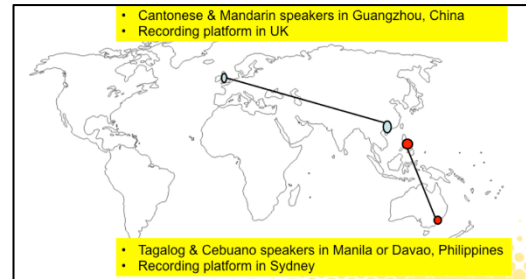 • Cantonese & Mandarin speakers in Guangzhou, China
• Recording platform in UK
• Tagalog & Cebuano speakers in Manila or Davao, Philippines
• Recording platform in Sydney